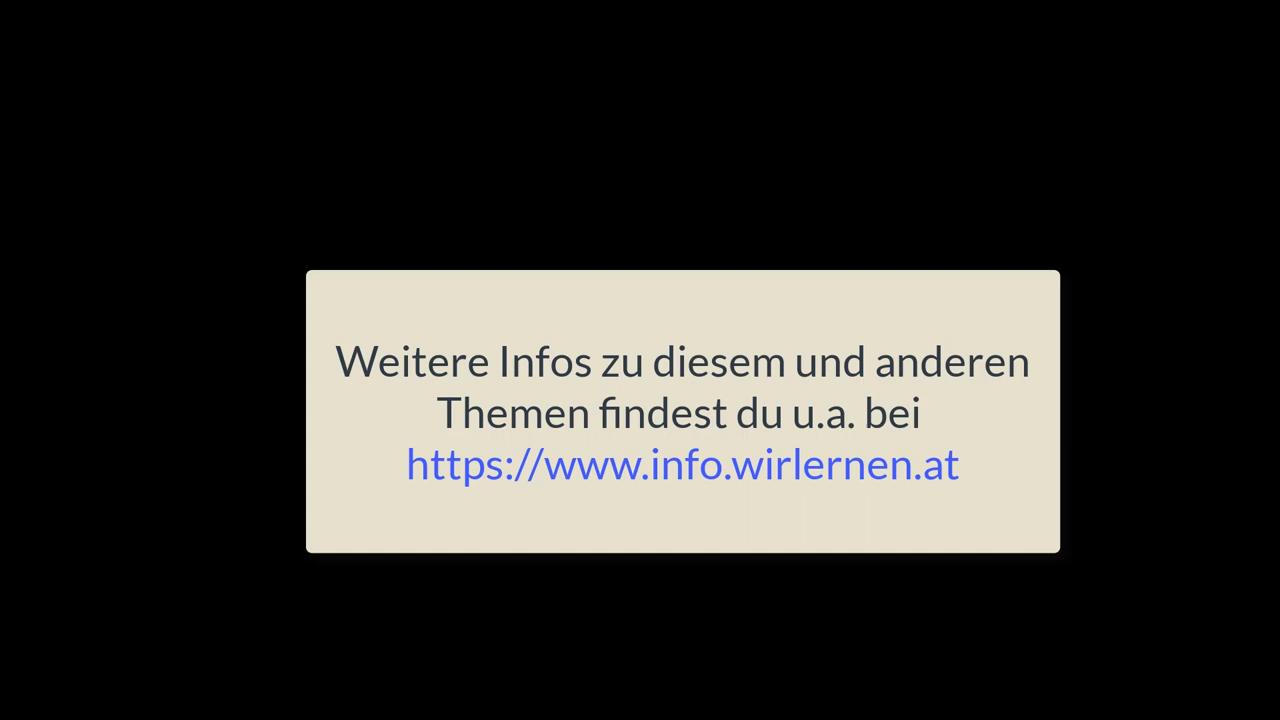 Weitere Infos zu diesem und anderen
Themen findest du u.a. bei
https://www.info.wirlernen.at